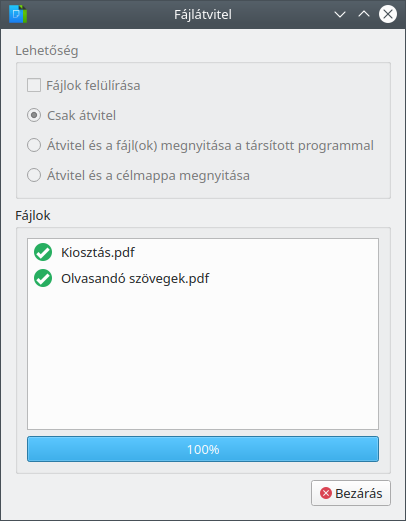 Fájlátvitel
Lehetőség
Fájlok felülírása
Csak átvitel
Átvitel és a fájl(ok) megnyitása a társított programmal
Átvitel és a célmappa megnyitása
Fájlok
Kiosztás.pdf
Olvasandó szövegek.pdf
100%
Bezárás